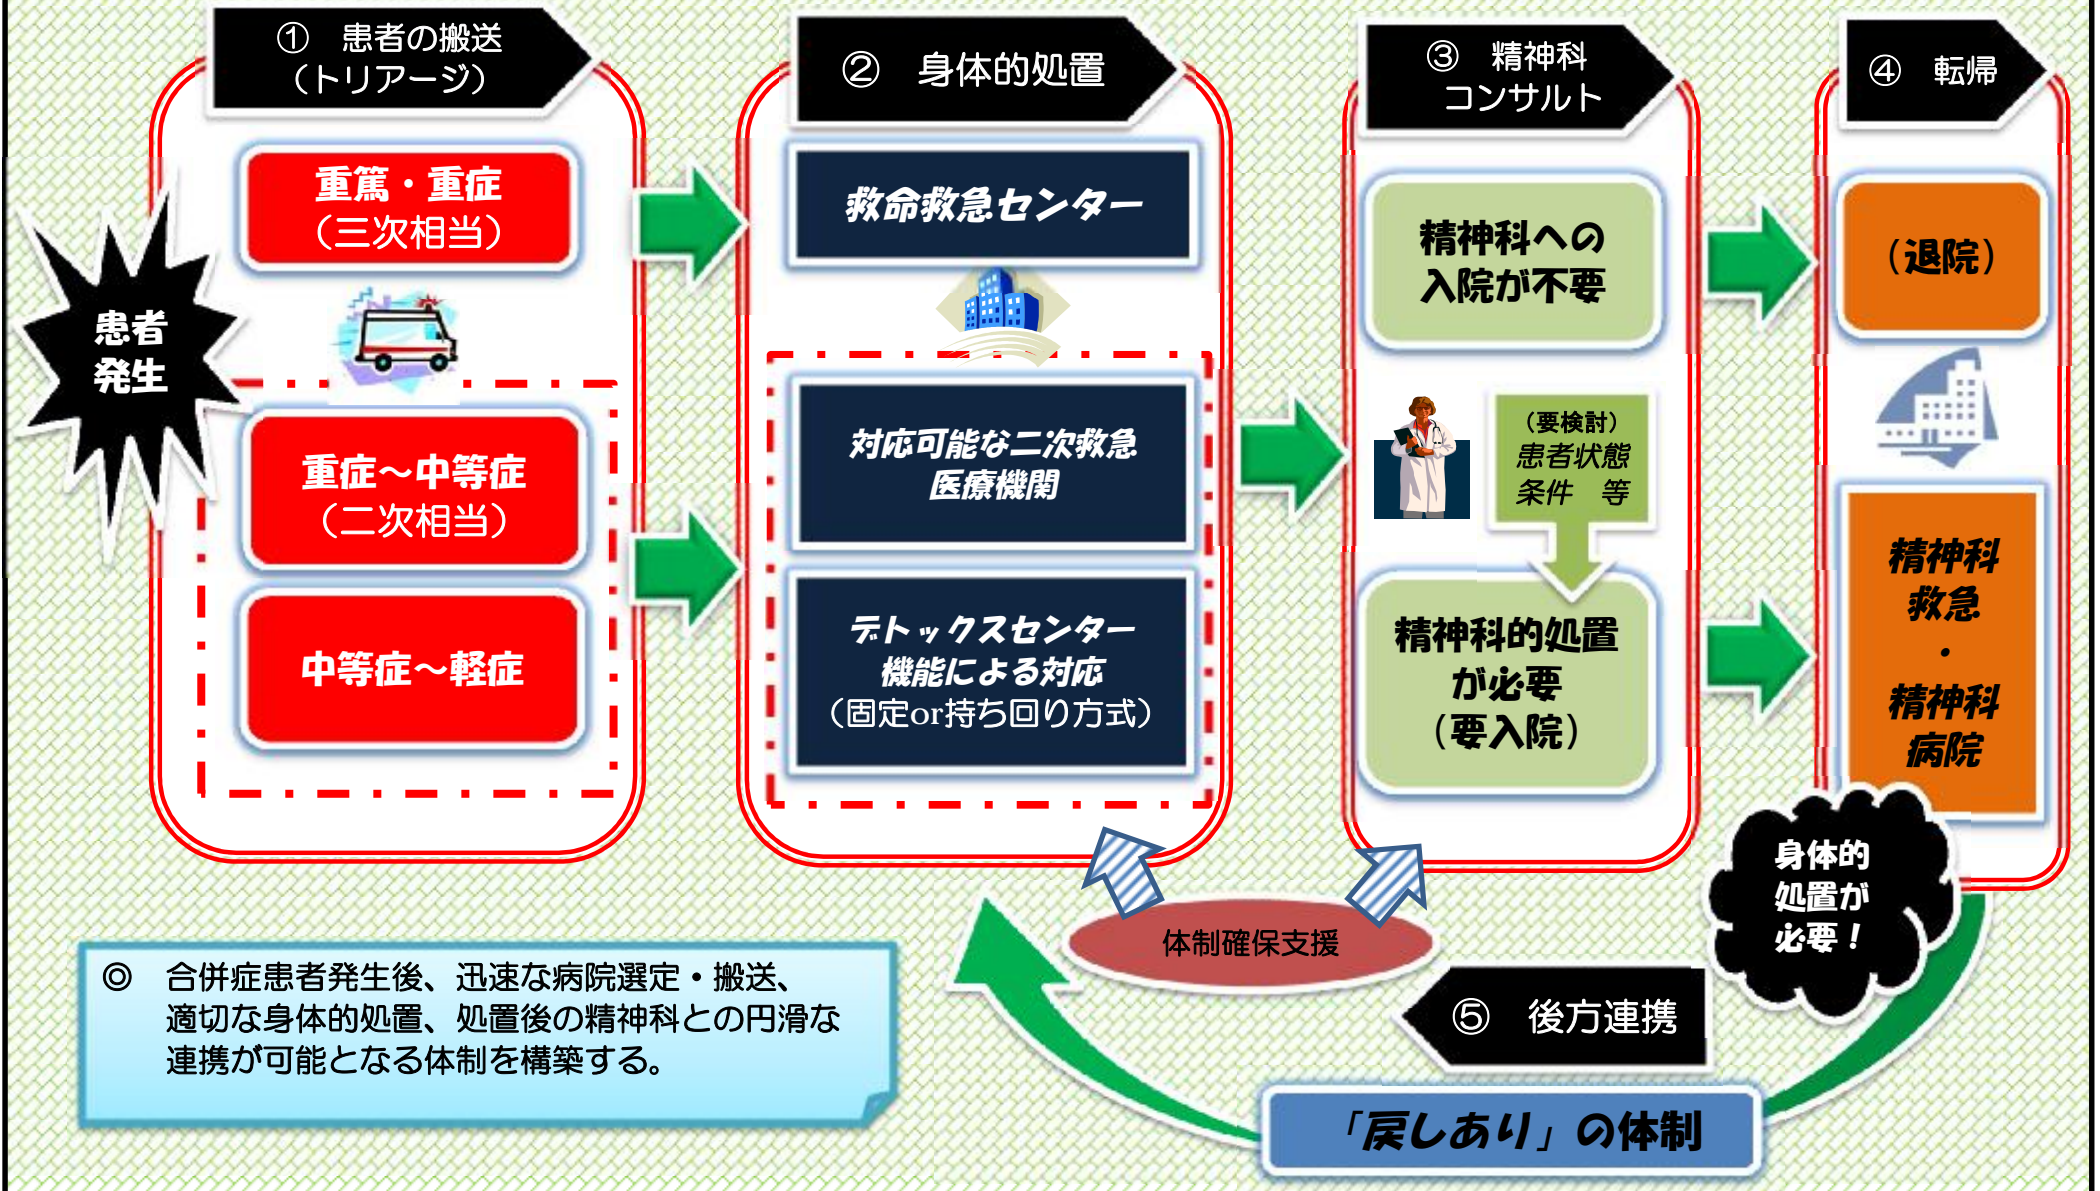 ① 患者の搬送
（トリアージ）
② 身体的処置
③ 精神科
コンサルト
④ 転帰
患者
発生
重篤・重症
（三次相当）
重症～中等症
（二次相当）
中等症～軽症
救命救急センター
対応可能な二次救急
医療機関
デトックスセンター
機能による対応
（固定or持ち回り方式）
精神科への
入院が不要
（要検討）
患者状態
条件 等
精神科的処置
が必要
（要入院）
（退院）
精神科
救急
・
精神科
病院
身体的
処置が
必要！
体制確保支援
⑤ 後方連携
「戻しあり」の体制
◎ 合併症患者発生後、迅速な病院選定・搬送、
適切な身体的処置、処置後の精神科との円滑な
連携が可能となる体制を構築する。